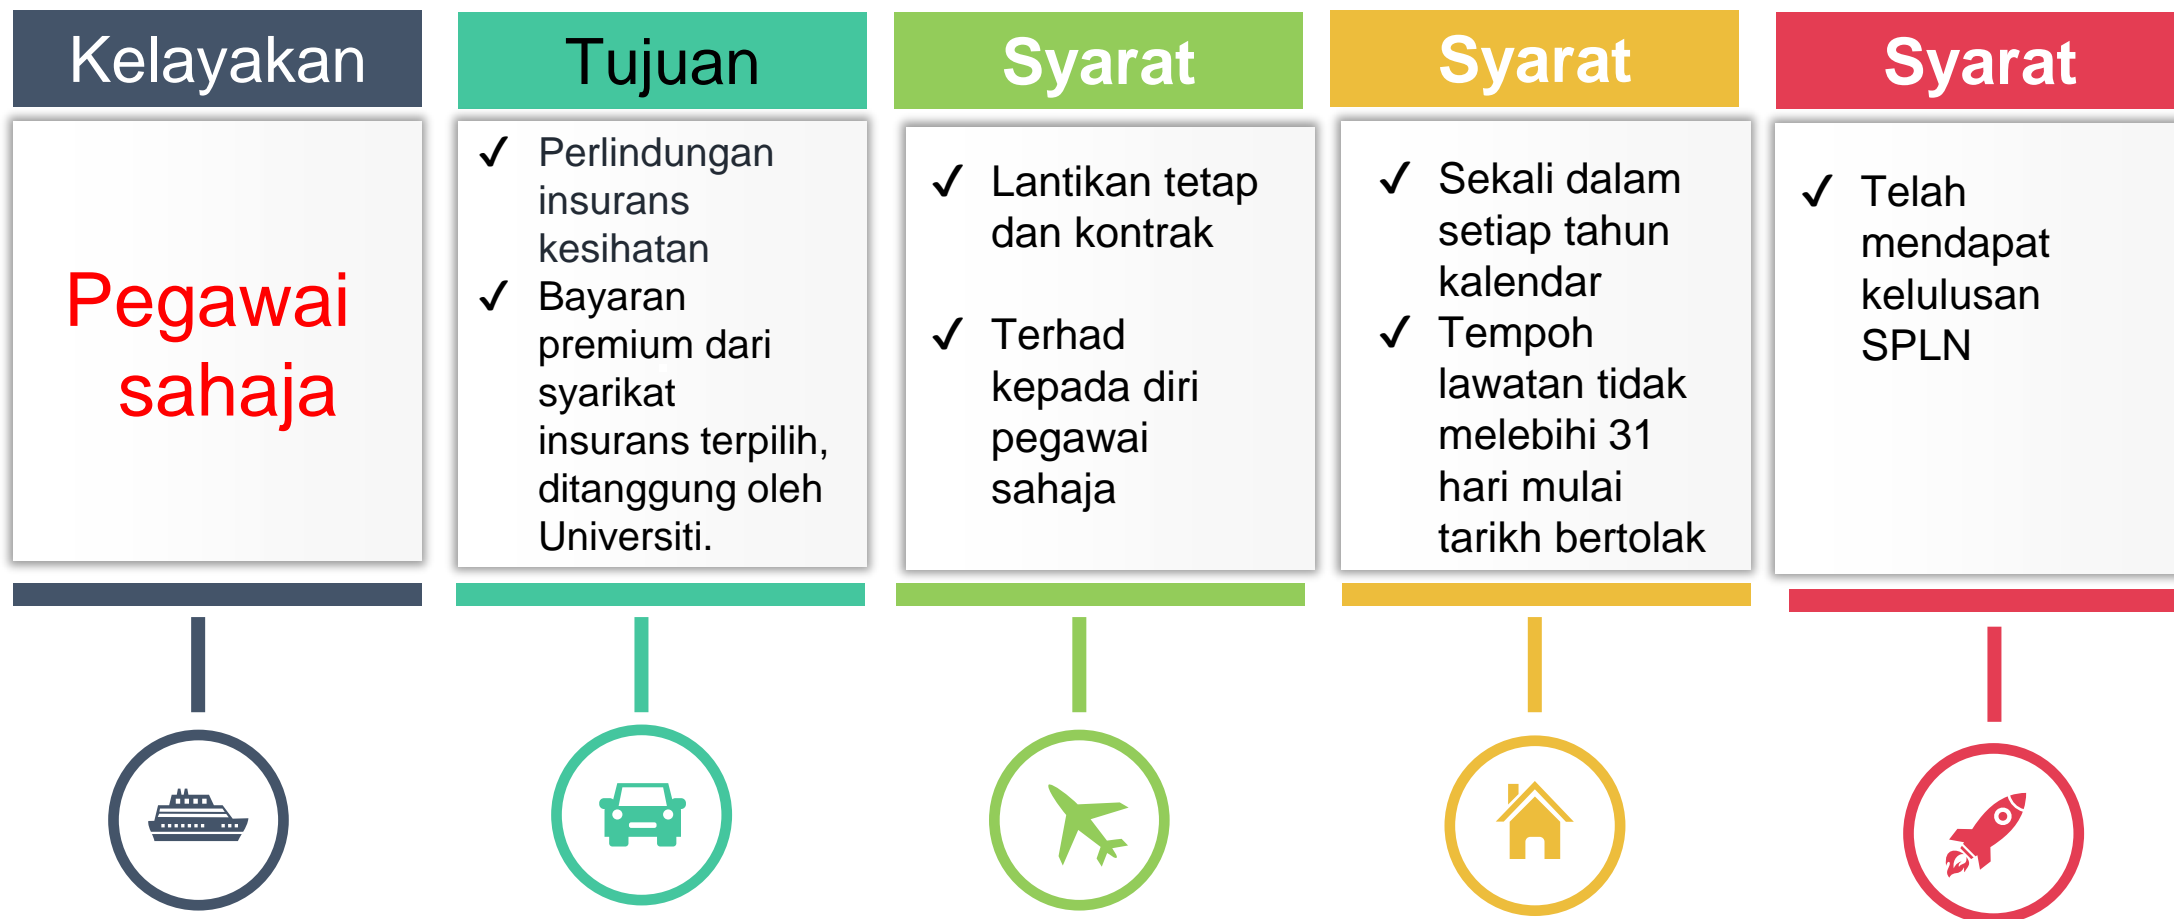 Kelayakan
Pegawai
sahaja
Tujuan
✓ Perlindungan
insurans
kesihatan
✓ Bayaran
premium dari
syarikat
insurans terpilih,
ditanggung oleh
Universiti.
Syarat
✓ Lantikan tetap
dan kontrak
✓ Terhad
kepada diri
pegawai
sahaja
Syarat
✓ Sekali dalam
setiap tahun
kalendar
✓ Tempoh
lawatan tidak
melebihi 31
hari mulai
tarikh bertolak
Syarat
✓ Telah
mendapat
kelulusan
SPLN